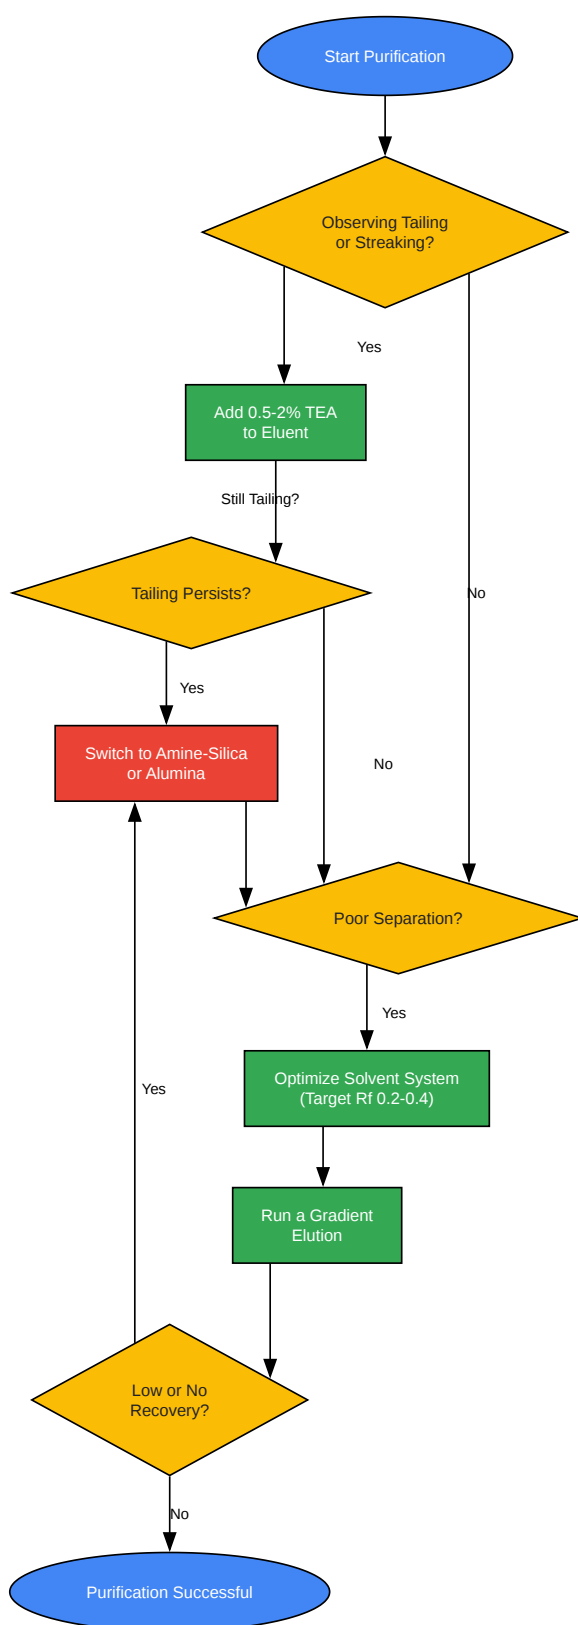 Start Purification
Observing Tailing
or Streaking?
Yes
Add 0.5-2% TEA
to Eluent
Still Tailing?
Tailing Persists?
No
Yes
Switch to Amine-Silica
or Alumina
No
Poor Separation?
Yes
Optimize Solvent System
(Target Rf 0.2-0.4)
Yes
Run a Gradient
Elution
Low or No
Recovery?
No
Purification Successful